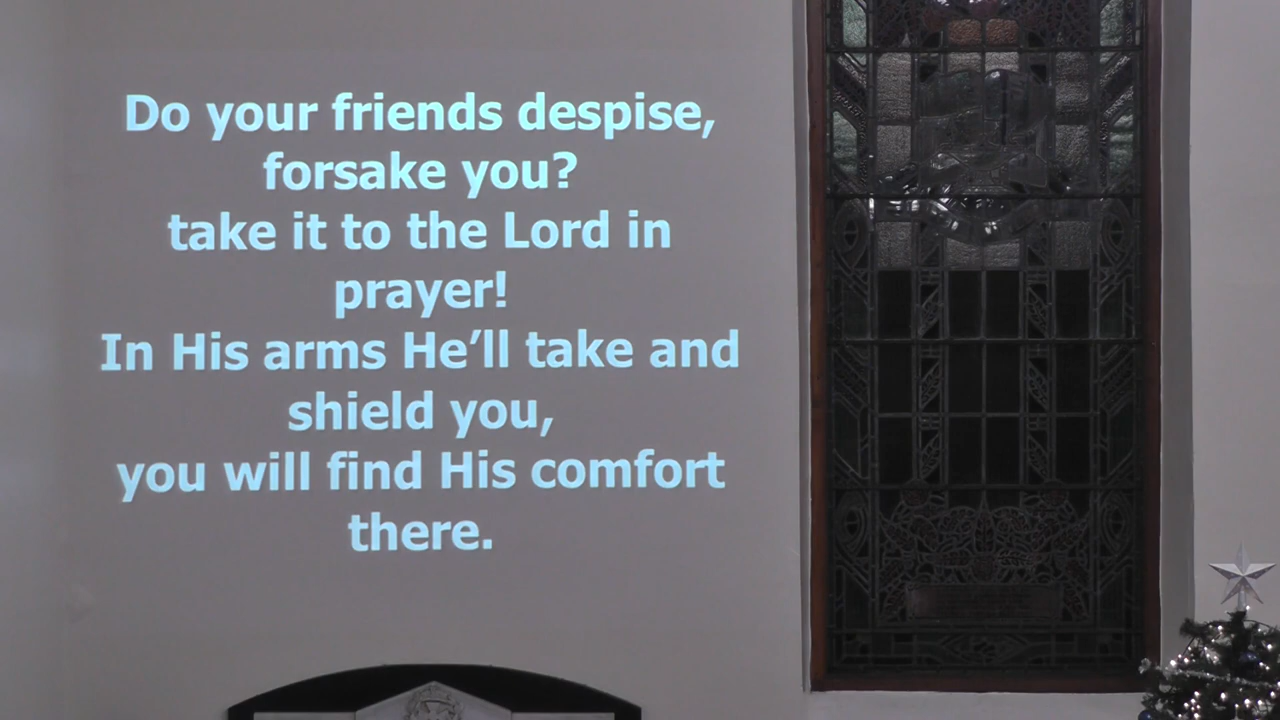 Do your friends despise,
forsake you?
take it to the Lord in
prayer!
In His arms He’ll take and
shield you,
you will find His comfort
there.